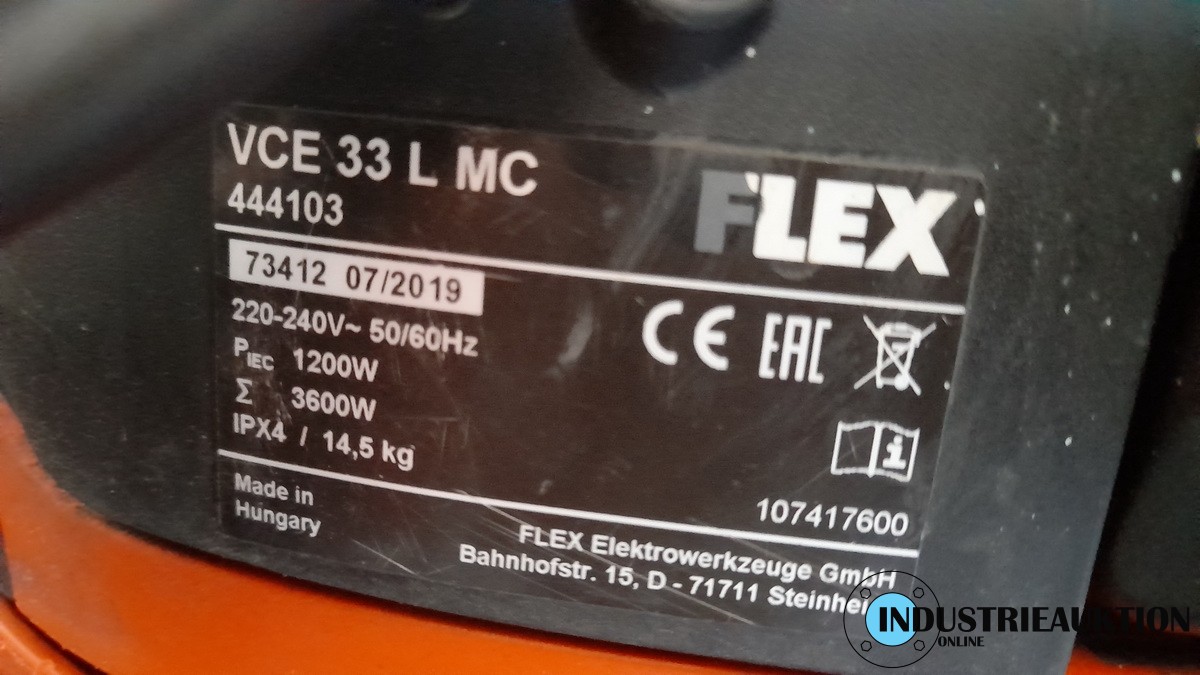 VCE 33 L MC
444103
FLEX
73412 07/2019
220-240V~ 50/60Hz
PIEC 1200W
Σ 3600W
IPX4 / 14,5 kg
CE EAC
i
107417600
Made in
Hungary
FLEX Elektrowerkzeuge GmbH
Bahnhofstr. 15, D - 71711
INDUSTRIEAUKTION
ONLINE